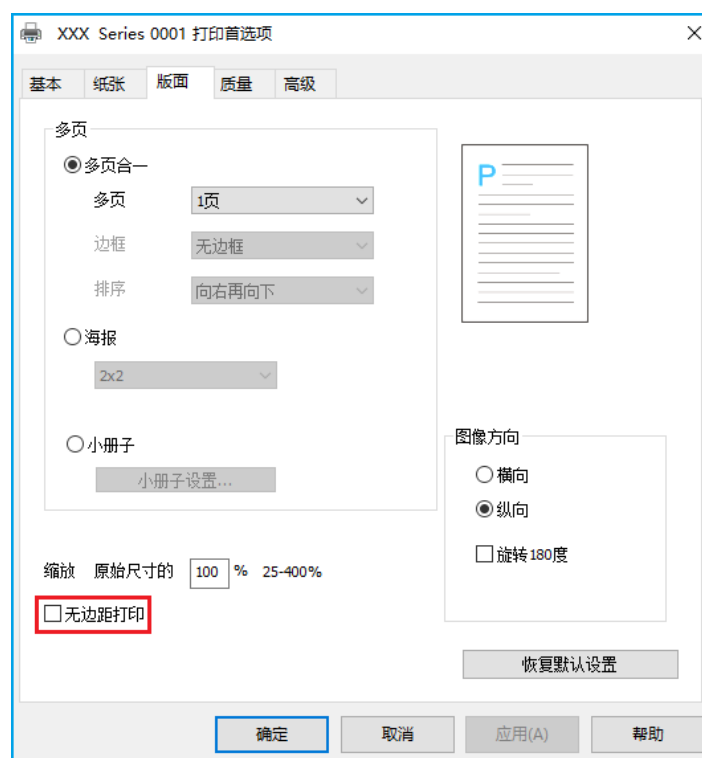 XXX Series 0001 打印首选项
基本 纸张 版面 质量 高级
多页
多页合一
多页 1页
边框 无边框
排序 向右再向下
海报
2x2
小册子
小册子设置...
P
图像方向
横向
纵向
旋转180度
缩放 原始尺寸的 100 % 25-400%
无边距打印
恢复默认设置
确定 取消 应用(A) 帮助